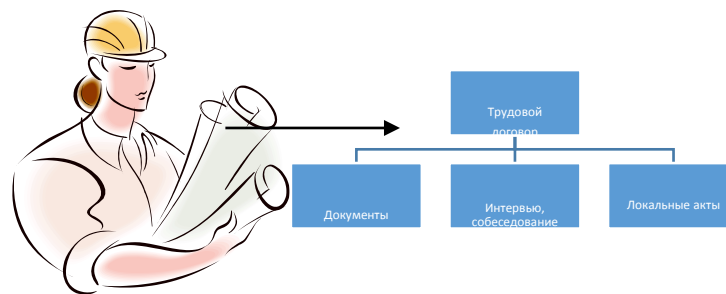 Трудовой
договор
Документы
Интервью,
собеседование
Локальные акты